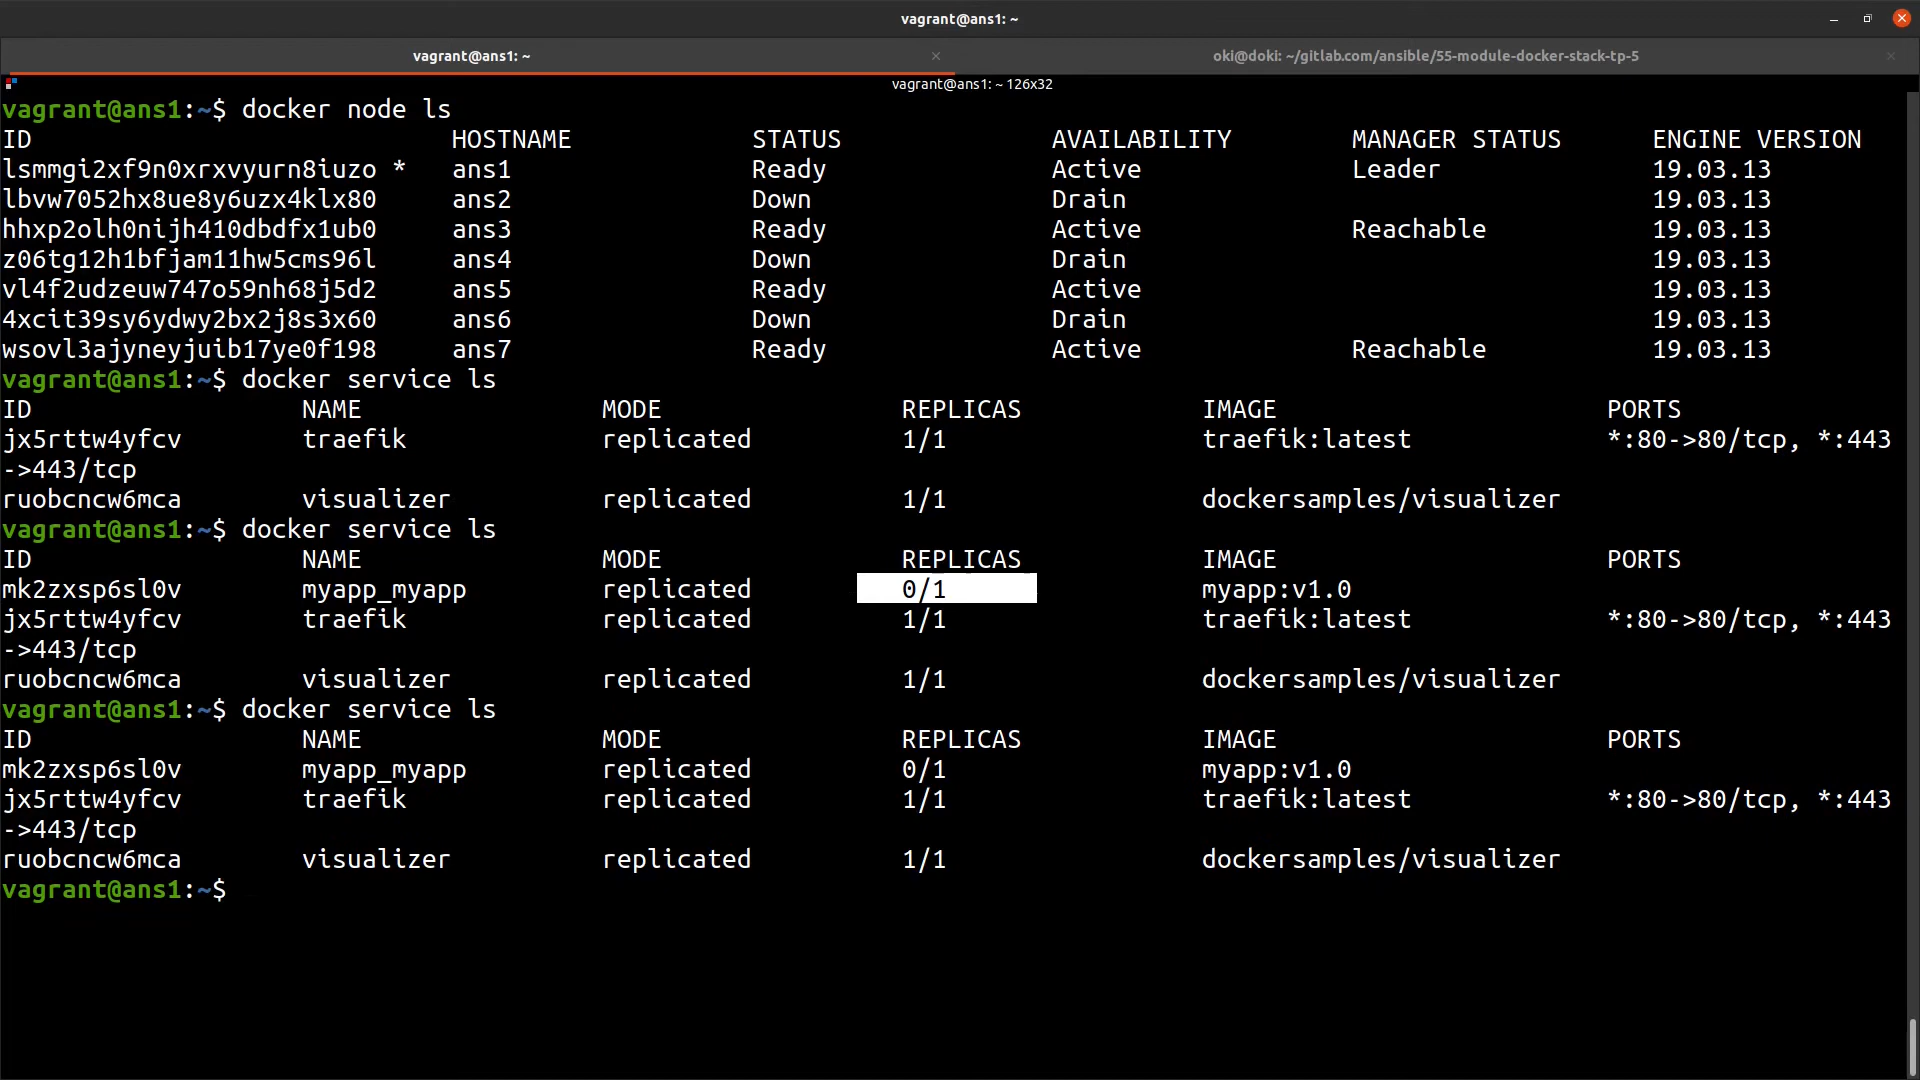 vagrant@ans1: ~
vagrant@ans1: ~
oki@doki: ~/gitlab.com/ansible/55-module-docker-stack-tp-5
vagrant@ans1: ~ 126x32
vagrant@ans1:~$ docker node ls
ID HOSTNAME STATUS AVAILABILITY MANAGER STATUS ENGINE VERSION
lsmmgi2xf9n0xrxvyurn8iuzo * ans1 Ready Active Leader 19.03.13
lbvw7052hx8ue8y6uzx4klx80 ans2 Down Drain 19.03.13
hhxp2olh0nijh410dbdfx1ub0 ans3 Ready Active Reachable 19.03.13
z06tg12h1bfjam11hw5cms96l ans4 Down Drain 19.03.13
vl4f2udzeuw747o59nh68j5d2 ans5 Ready Active 19.03.13
4xcit39sy6ydwy2bx2j8s3x60 ans6 Down Drain 19.03.13
wsovl3ajyneyjuib17ye0f198 ans7 Ready Active Reachable 19.03.13
vagrant@ans1:~$ docker service ls
ID NAME MODE REPLICAS IMAGE PORTS
jx5rttw4yfcv traefik replicated 1/1 traefik:latest *:80->80/tcp, *:443
->443/tcp
ruobcncw6mca visualizer replicated 1/1 dockersamples/visualizer
vagrant@ans1:~$ docker service ls
ID NAME MODE REPLICAS IMAGE PORTS
mk2zxsp6sl0v myapp_myapp replicated 0/1 myapp:v1.0
jx5rttw4yfcv traefik replicated 1/1 traefik:latest *:80->80/tcp, *:443
->443/tcp
ruobcncw6mca visualizer replicated 1/1 dockersamples/visualizer
vagrant@ans1:~$ docker service ls
ID NAME MODE REPLICAS IMAGE PORTS
mk2zxsp6sl0v myapp_myapp replicated 0/1 myapp:v1.0
jx5rttw4yfcv traefik replicated 1/1 traefik:latest *:80->80/tcp, *:443
->443/tcp
ruobcncw6mca visualizer replicated 1/1 dockersamples/visualizer
vagrant@ans1:~$